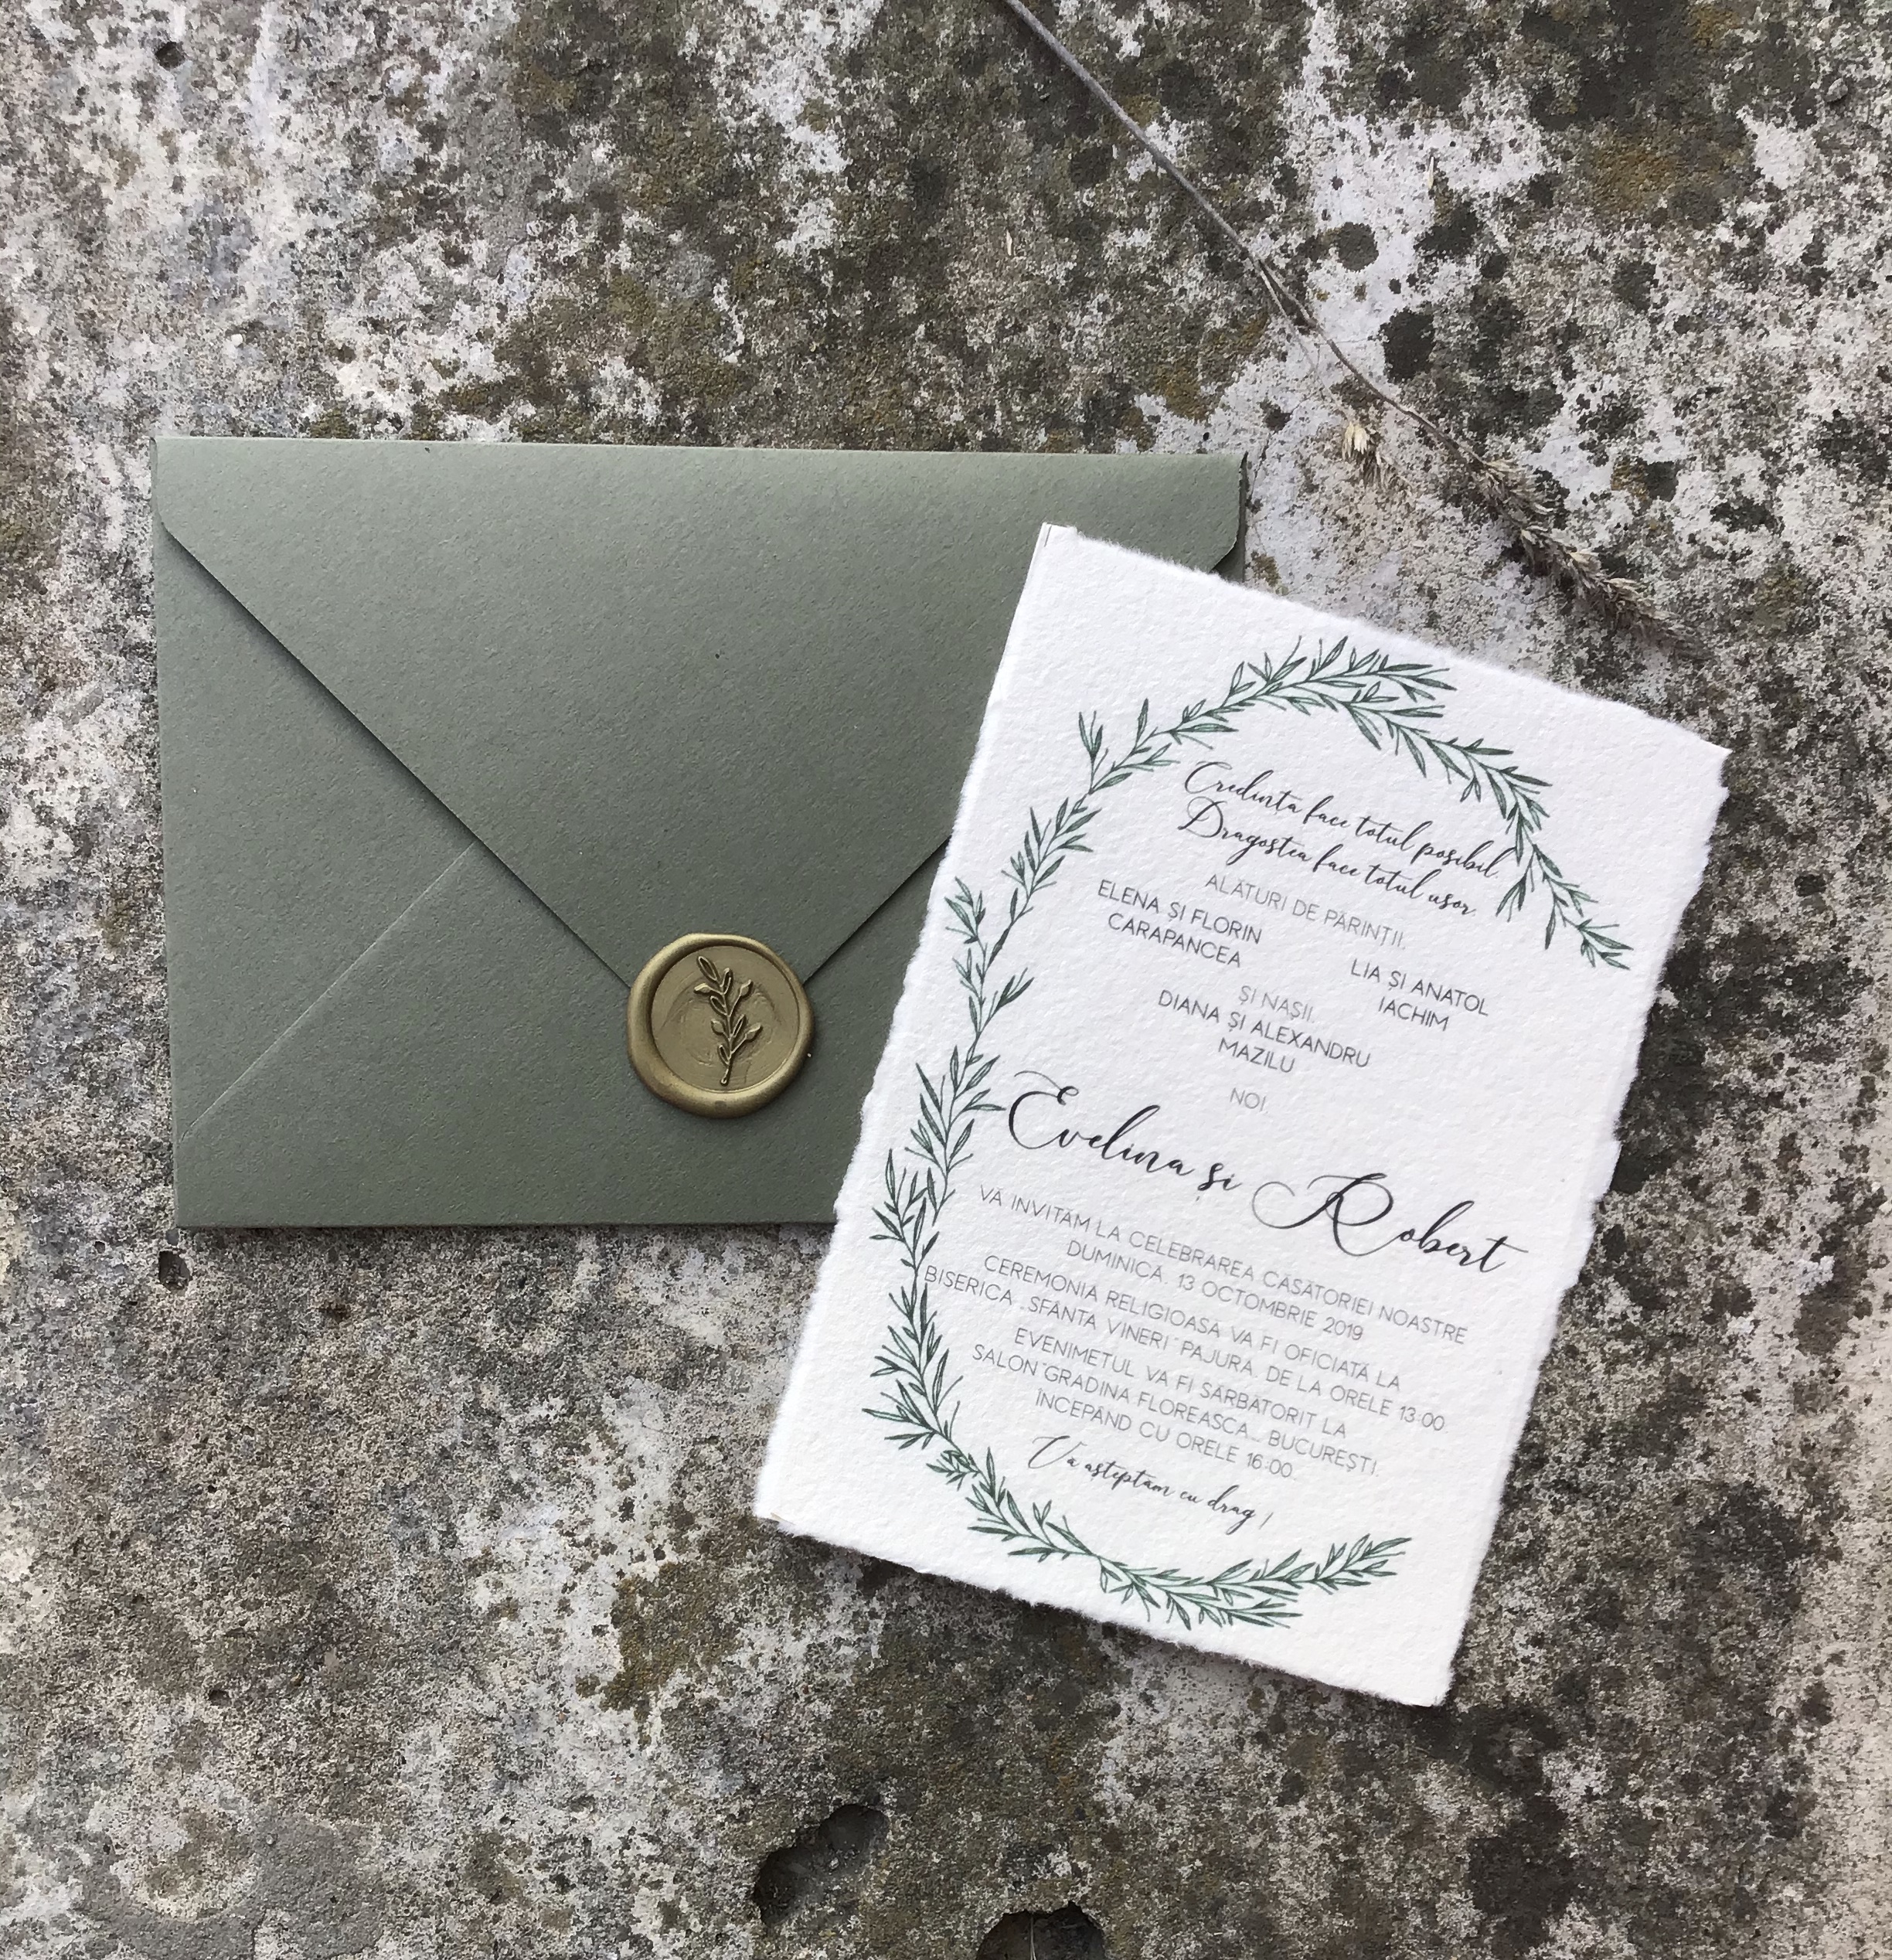 Credința face totul posibil.
Dragostea face totul ușor.
ALĂTURI DE PĂRINȚII,
ELENA ȘI FLORIN
CARAPANCEA
LIA ȘI ANATOL
IACHIM
ȘI NAȘII,
DIANA ȘI ALEXANDRU
MAZILU
NOI,
Evelina și Robert
VĂ INVITĂM LA CELEBRAREA CĂSĂTORIEI NOASTRE
DUMINICĂ, 13 OCTOMBRIE 2019
CEREMONIA RELIGIOASĂ VA FI OFICIATĂ LA
BISERICA „SFÂNTA VINERI" PAJURA, DE LA ORELE 13:00.
EVENIMETUL VA FI SĂRBĂTORIT LA
SALON"GRĂDINA FLOREASCA„, BUCUREȘTI,
ÎNCEPÂND CU ORELE 16:00.
Vă așteptăm cu drag !